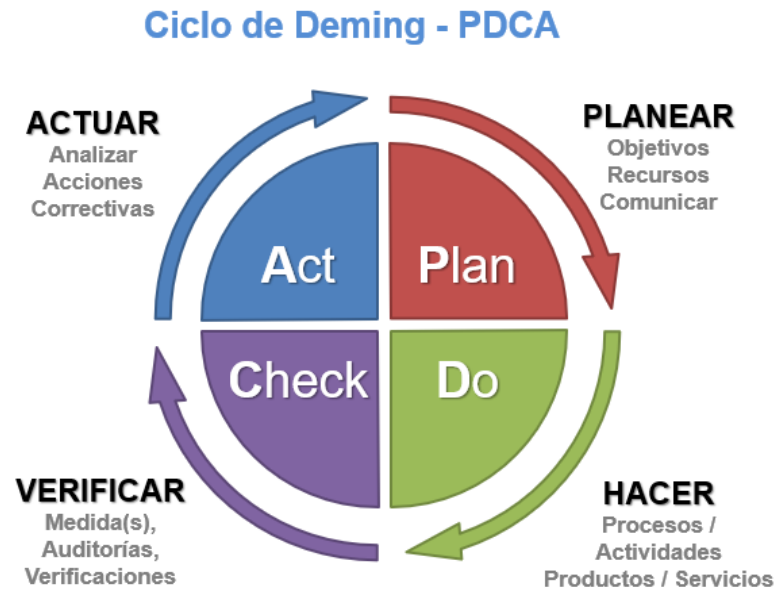 Ciclo de Deming - PDCA
ACTUAR
Analizar
Acciones
Correctivas
PLANEAR
Objetivos
Recursos
Comunicar
Act
Plan
Check
Do
VERIFICAR
Medida(s),
Auditorías,
Verificaciones
HACER
Procesos /
Actividades
Productos / Servicios